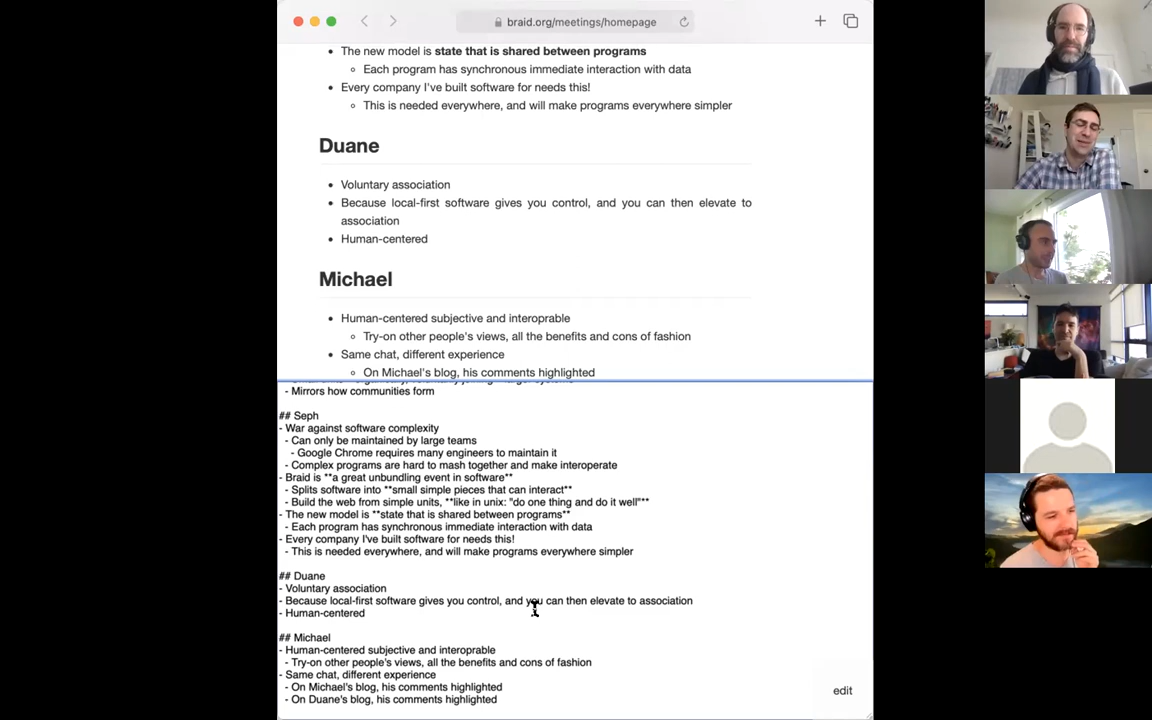 braid.org/meetings/homepage
• The new model is state that is shared between programs
◦ Each program has synchronous immediate interaction with data
• Every company I've built software for needs this!
◦ This is needed everywhere, and will make programs everywhere simpler
Duane
• Voluntary association
• Because local-first software gives you control, and you can then elevate to
association
• Human-centered
Michael
• Human-centered subjective and interoprable
◦ Try-on other people's views, all the benefits and cons of fashion
• Same chat, different experience
◦ On Michael's blog, his comments highlighted
- Mirrors how communities form
## Seph
- War against software complexity
- Can only be maintained by large teams
- Google Chrome requires many engineers to maintain it
- Complex programs are hard to mash together and make interoperate
- Braid is **a great unbundling event in software**
- Splits software into **small simple pieces that can interact**
- Build the web from simple units, **like in unix: "do one thing and do it well"**
- The new model is **state that is shared between programs**
- Each program has synchronous immediate interaction with data
- Every company I've built software for needs this!
- This is needed everywhere, and will make programs everywhere simpler
## Duane
- Voluntary association
- Because local-first software gives you control, and you can then elevate to association
- Human-centered
## Michael
- Human-centered subjective and interoprable
- Try-on other people's views, all the benefits and cons of fashion
- Same chat, different experience
- On Michael's blog, his comments highlighted
- On Duane's blog, his comments highlighted
edit